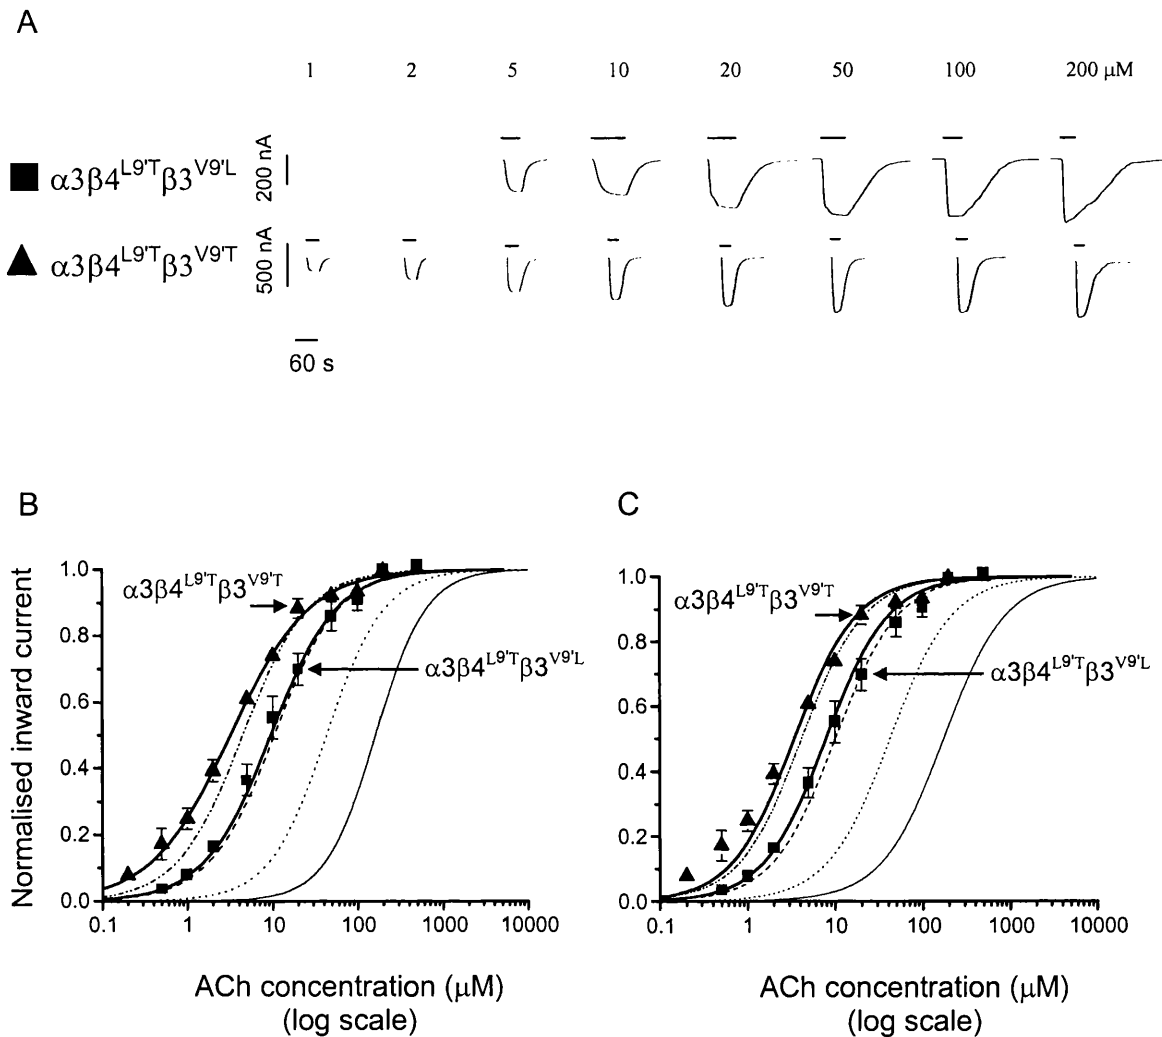 A
1 2 5 10 20 50 100 200 μM
200 nA
■ α3β4L9'Tβ3V9'L
500 nA
▲ α3β4L9'Tβ3V9'T
60 s
B
Normalised inward current
1.0
0.8
0.6
0.4
0.2
0.0
α3β4L9'Tβ3V9'T
α3β4L9'Tβ3V9'L
0.1 1 10 100 1000 10000
ACh concentration (μM)
(log scale)
C
1.0
0.8
0.6
0.4
0.2
0.0
α3β4L9'Tβ3V9'T
α3β4L9'Tβ3V9'L
0.1 1 10 100 1000 10000
ACh concentration (μM)
(log scale)